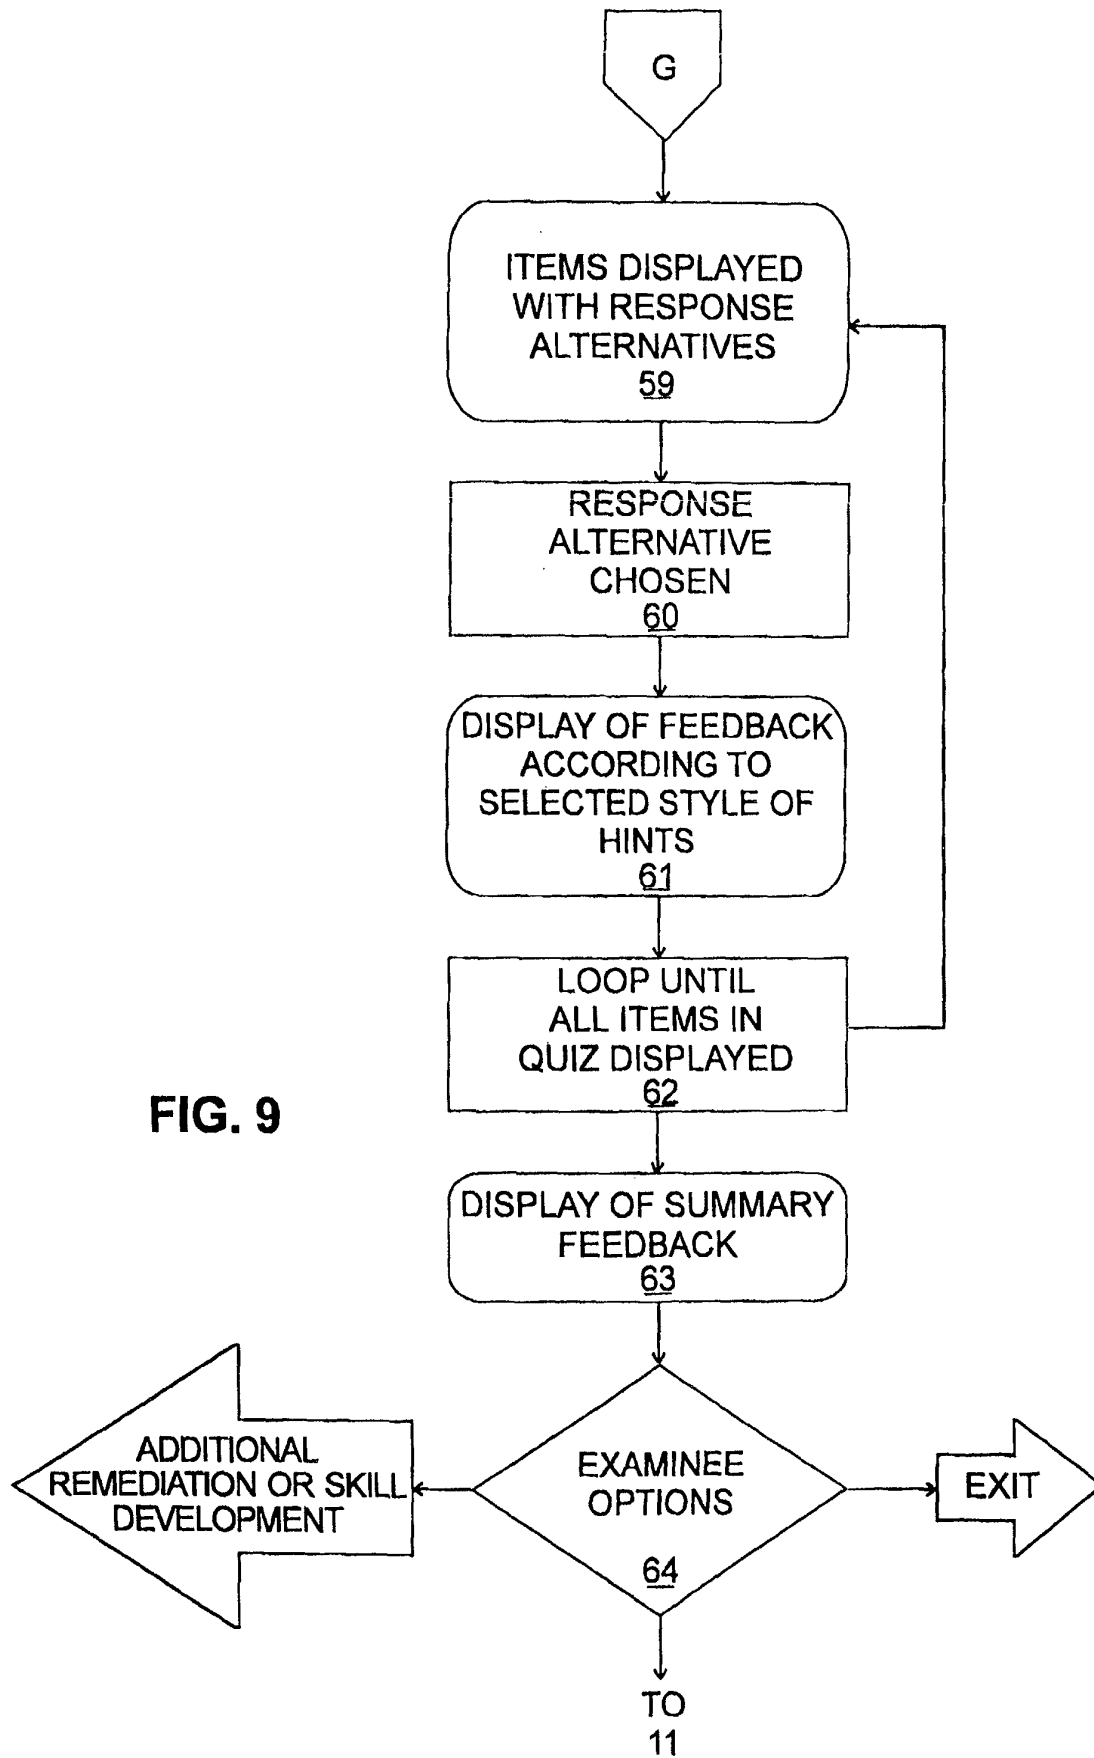 G
ITEMS DISPLAYED
WITH RESPONSE
ALTERNATIVES
59
RESPONSE
ALTERNATIVE
CHOSEN
60
DISPLAY OF FEEDBACK
ACCORDING TO
SELECTED STYLE OF
HINTS
61
LOOP UNTIL
ALL ITEMS IN
QUIZ DISPLAYED
62
FIG. 9
DISPLAY OF SUMMARY
FEEDBACK
63
ADDITIONAL
REMEDIATION OR SKILL
DEVELOPMENT
EXAMINEE
OPTIONS
64
EXIT
TO
11